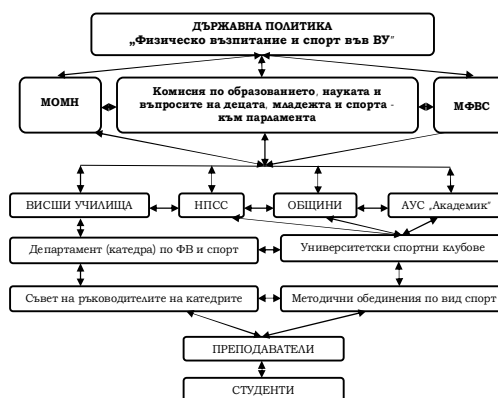 ДЪРЖАВНА ПОЛИТИКА
„Физическо възпитание и спорт във ВУ"
МОМН
Комисия по образованието, науката и
въпросите на децата, младежта и спорта -
към парламента
МФВС
ВИСШИ УЧИЛИЩА
НПСС
ОБЩИНИ
АУС „Академик"
Департамент (катедра) по ФВ и спорт
Университетски спортни клубове
Съвет на ръководителите на катедрите
Методични обединения по вид спорт
ПРЕПОДАВАТЕЛИ
СТУДЕНТИ